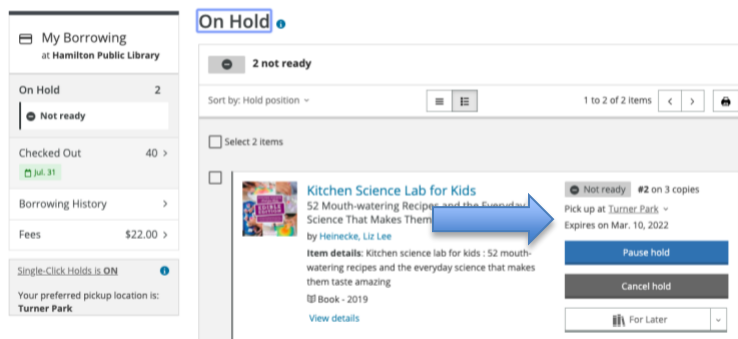 My Borrowing
at Hamilton Public Library
On Hold 2
Not ready
Checked Out 40
Jul. 31
Borrowing History
Fees $22.00
Single-Click Holds is ON
Your preferred pickup location is:
Turner Park
On Hold
2 not ready
Sort by: Hold position
1 to 2 of 2 items
Select 2 items
Kitchen Science Lab for Kids
52 Mouth-watering Recipes and the Everyday
Science That Makes Them
by Heinecke, Liz Lee
Item details: Kitchen science lab for kids : 52 mouth-
watering recipes and the everyday science that makes
them taste amazing
Book - 2019
View details
Not ready #2 on 3 copies
Pick up at Turner Park
Expires on Mar. 10, 2022
Pause hold
Cancel hold
For Later